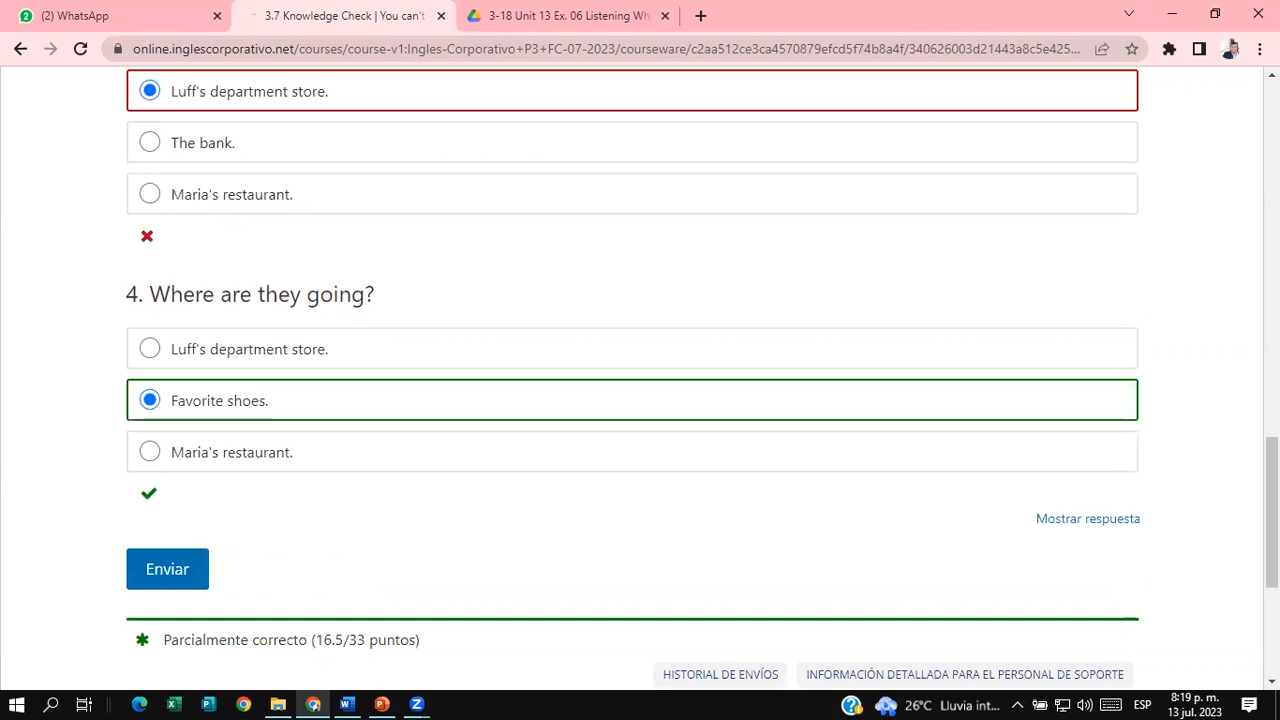 (2) WhatsApp
3.7 Knowledge Check | You can't
3-18 Unit 13 Ex. 06 Listening Wh
online.inglescorporativo.net/courses/course-v1:Ingles-Corporativo+P3+FC-07-2023/courseware/c2aa512ce3ca4570879efcd5f74b8a4f/340626003d21443a8c5e425...
Luff's department store.
The bank.
Maria's restaurant.
4. Where are they going?
Luff's department store.
Favorite shoes.
Maria's restaurant.
Mostrar respuesta
Enviar
Parcialmente correcto (16.5/33 puntos)
HISTORIAL DE ENVÍOS
INFORMACIÓN DETALLADA PARA EL PERSONAL DE SOPORTE
26°C Lluvia int...
ESP
8:19 p. m.
13 jul. 2023